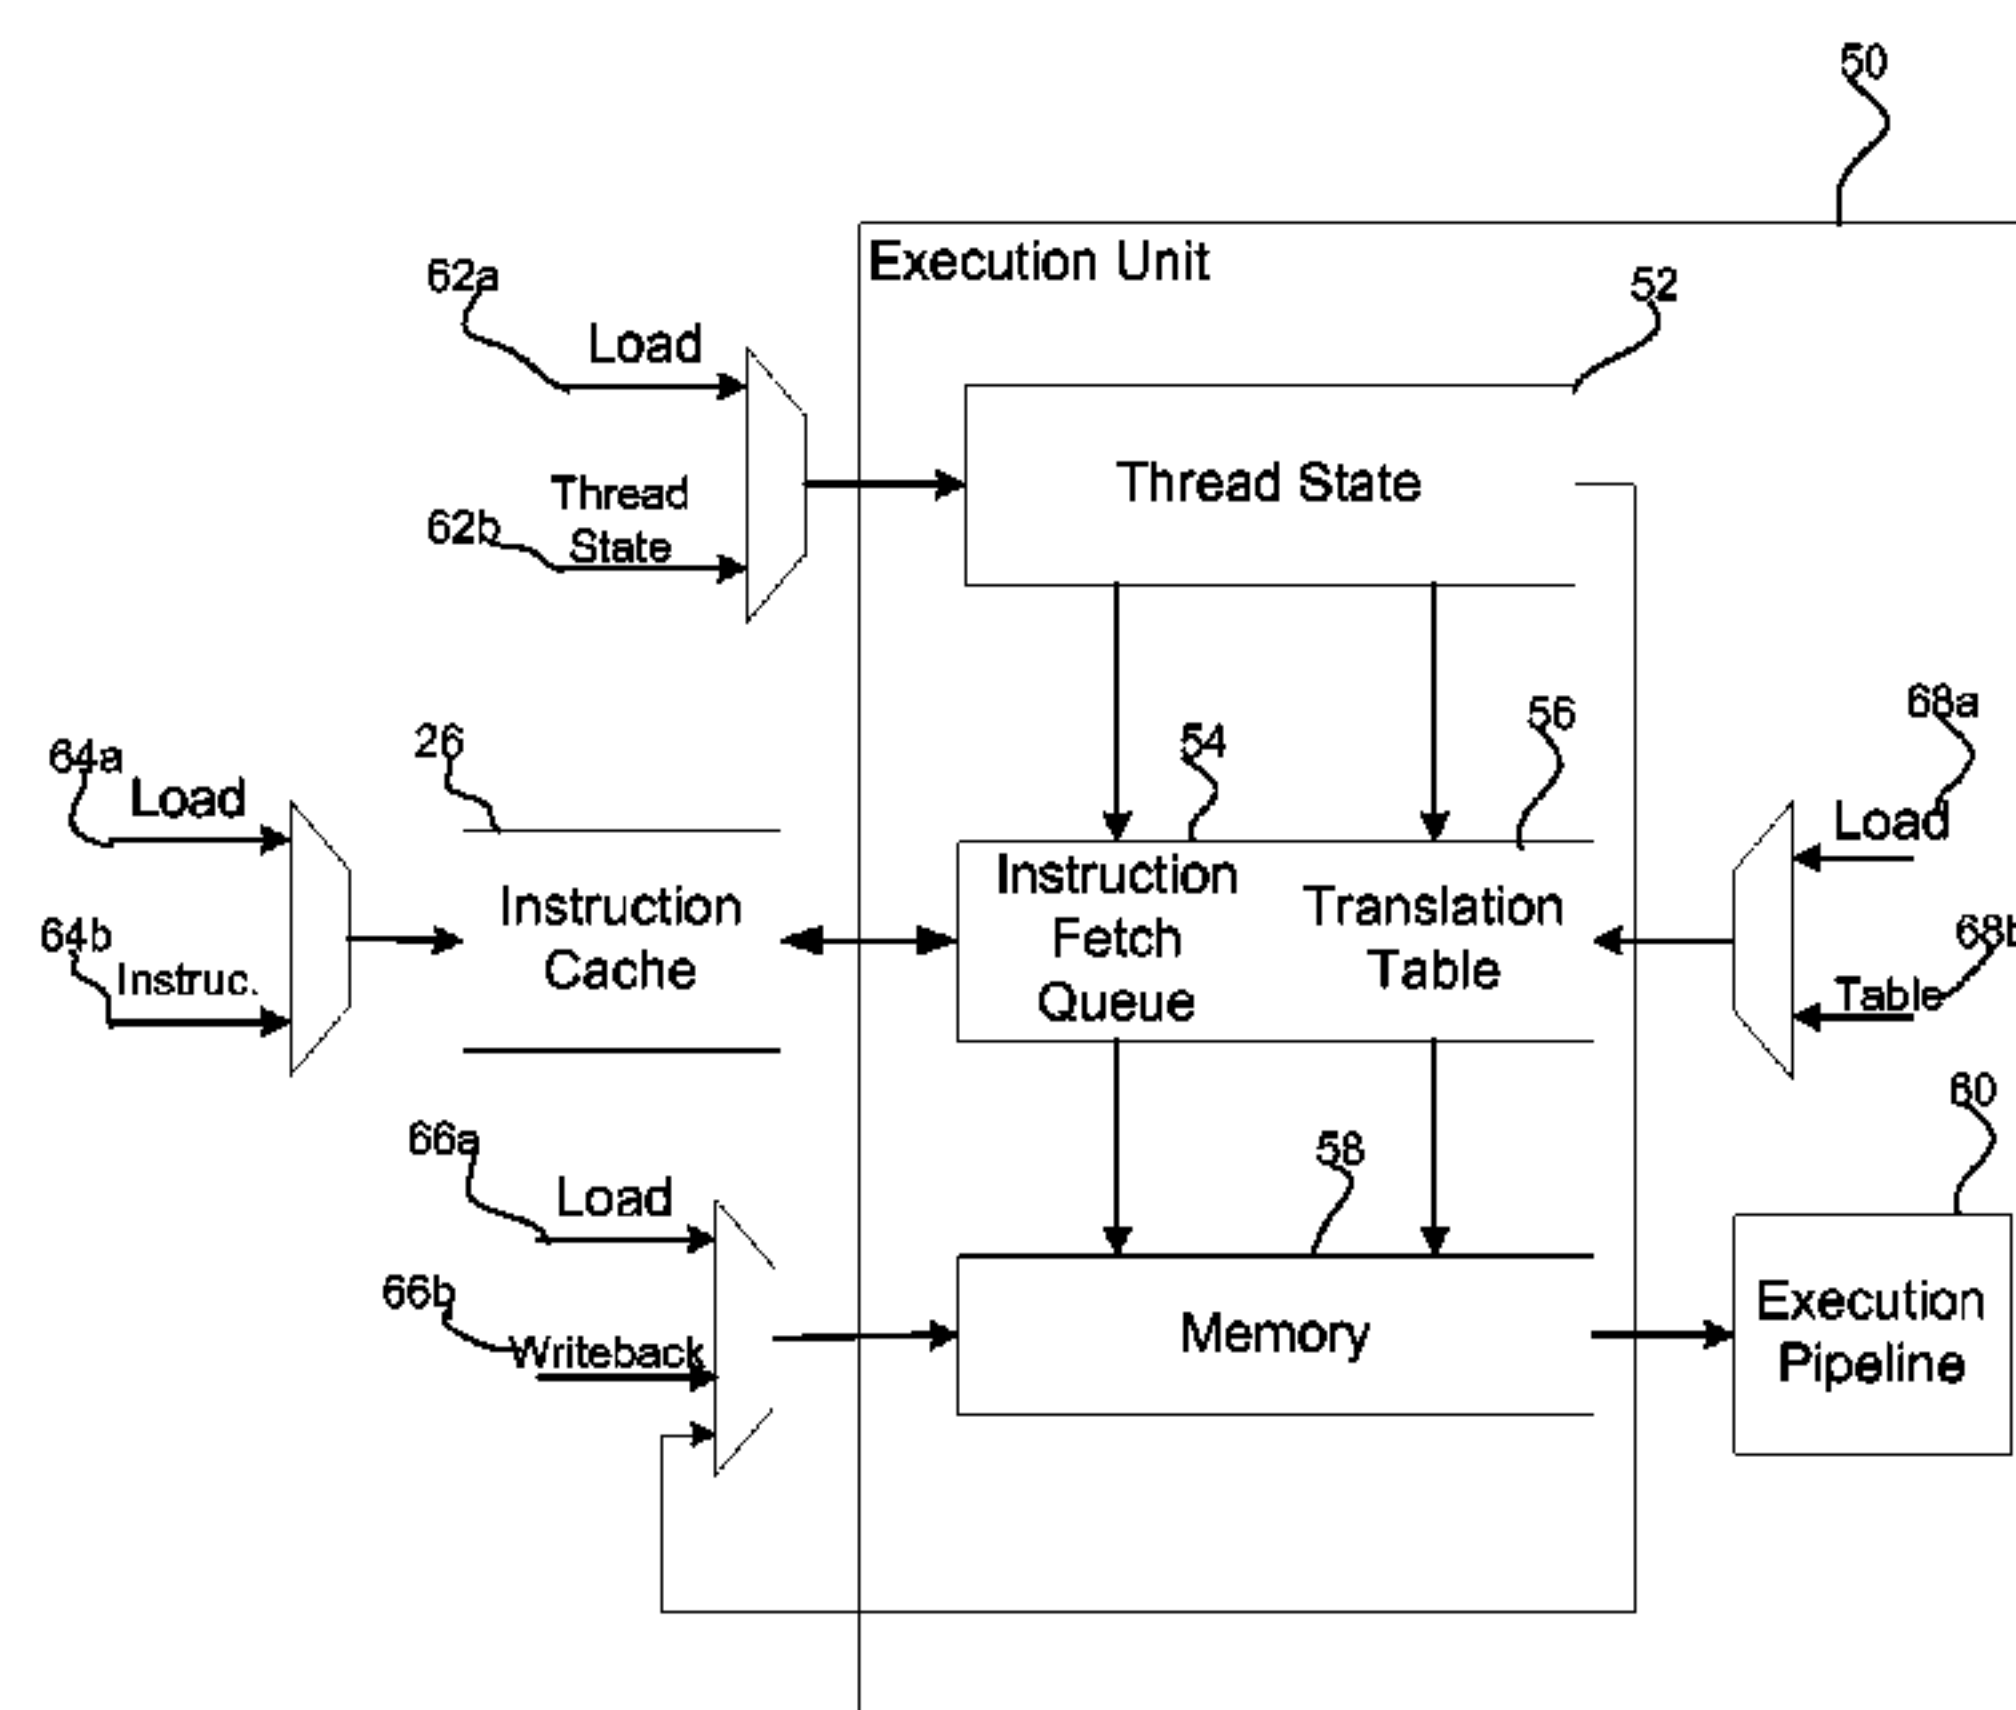 50
Execution Unit
62a
52
Load
Thread State
Thread
State
62b
68a
56
54
26
64a
Load
Load
Instruction
Fetch
Queue
Translation
Table
Instruction
Cache
64b
Instruc.
68b
Table
60
66a
58
Load
66b
Writeback
Memory
Execution
Pipeline